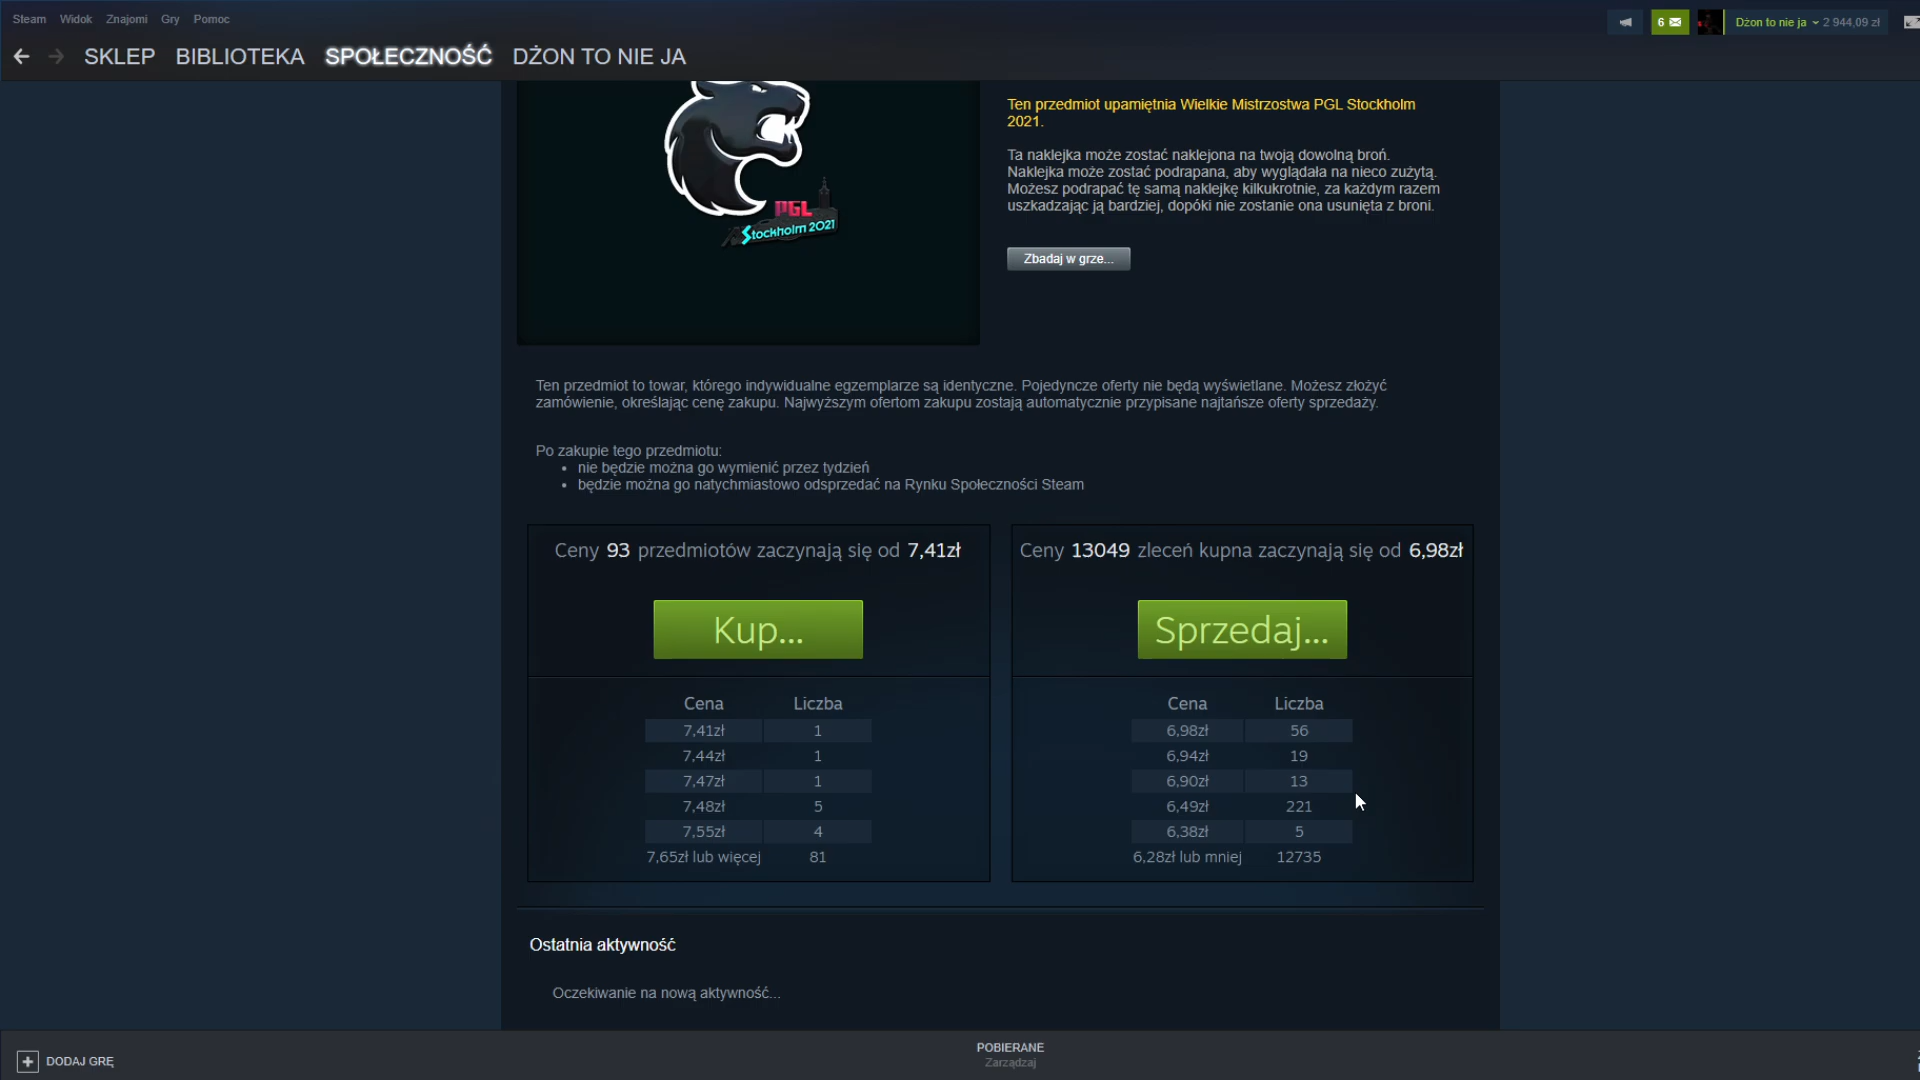 Steam Widok Znajomi Gry Pomoc
6 Dżon to nie ja 2 944,09 zł
SKLEP BIBLIOTEKA SPOŁECZNOŚĆ DŻON TO NIE JA
PGL
Stockholm 2021
Ten przedmiot upamiętnia Wielkie Mistrzostwa PGL Stockholm
2021.
Ta naklejka może zostać naklejona na twoją dowolną broń.
Naklejka może zostać podrapana, aby wyglądała na nieco zużytą.
Możesz podrapać tę samą naklejkę kilkukrotnie, za każdym razem
uszkadzając ją bardziej, dopóki nie zostanie ona usunięta z broni.
Zbadaj w grze...
Ten przedmiot to towar, którego indywidualne egzemplarze są identyczne. Pojedyncze oferty nie będą wyświetlane. Możesz złożyć
zamówienie, określając cenę zakupu. Najwyższym ofertom zakupu zostają automatycznie przypisane najtańsze oferty sprzedaży.
Po zakupie tego przedmiotu:
• nie będzie można go wymienić przez tydzień
• będzie można go natychmiastowo odsprzedać na Rynku Społeczności Steam
Ceny 93 przedmiotów zaczynają się od 7,41zł
Kup...
Cena Liczba
7,41zł 1
7,44zł 1
7,47zł 1
7,48zł 5
7,55zł 4
7,65zł lub więcej 81
Ceny 13049 zleceń kupna zaczynają się od 6,98zł
Sprzedaj...
Cena Liczba
6,98zł 56
6,94zł 19
6,90zł 13
6,49zł 221
6,38zł 5
6,28zł lub mniej 12735
Ostatnia aktywność
Oczekiwanie na nową aktywność...
DODAJ GRĘ
POBIERANE
Zarządzaj